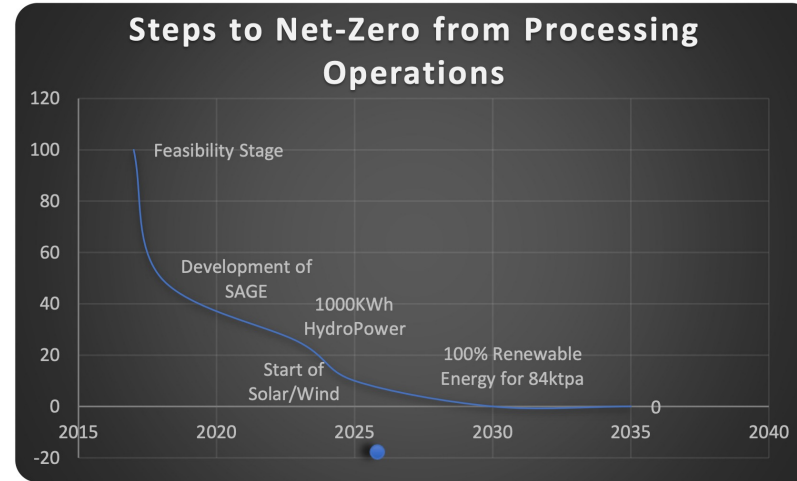 Steps to Net-Zero from Processing
Operations
120
100
Feasibility Stage
80
60
Development of
SAGE
40
1000KWh
HydroPower
20
100% Renewable
Energy for 84ktpa
Start of
Solar/Wind
0
0
2015
2020
2025
2030
2035
2040
-20